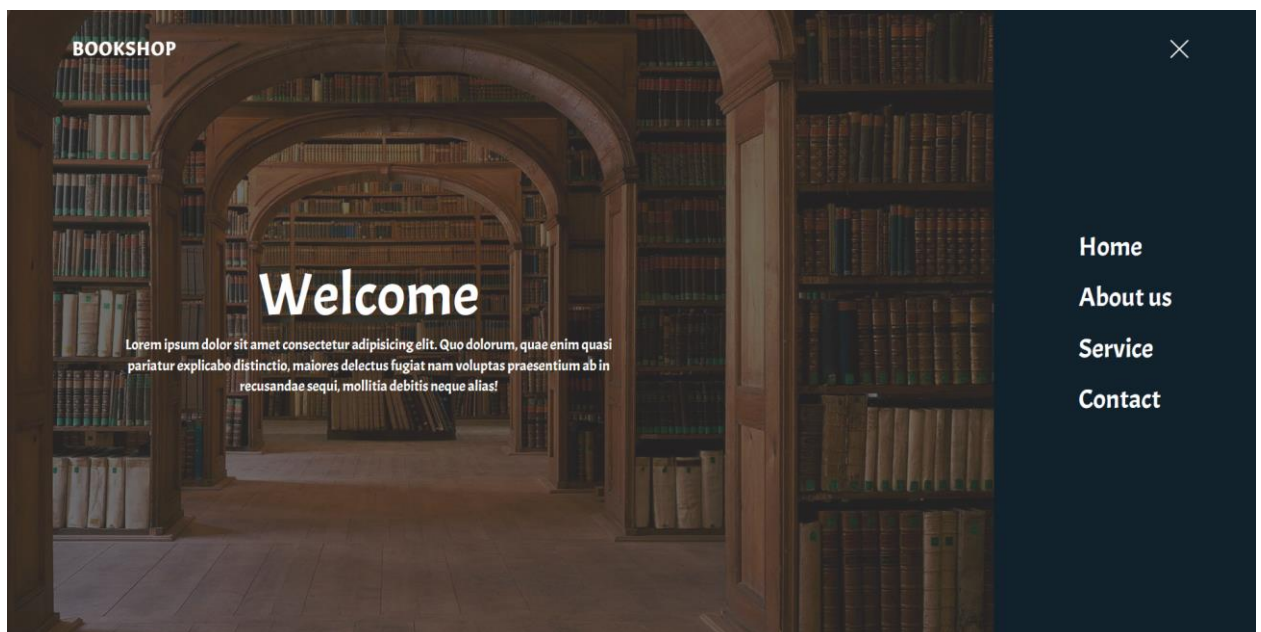 BOOKSHOP
Welcome
Lorem ipsum dolor sit amet consectetur adipisicing elit. Quo dolorum, quae enim quasi
pariatur explicabo distinctio, maiores delectus fugiat nam voluptas praesentium ab in
recusandae sequi, mollitia debitis neque alias!
Home
About us
Service
Contact